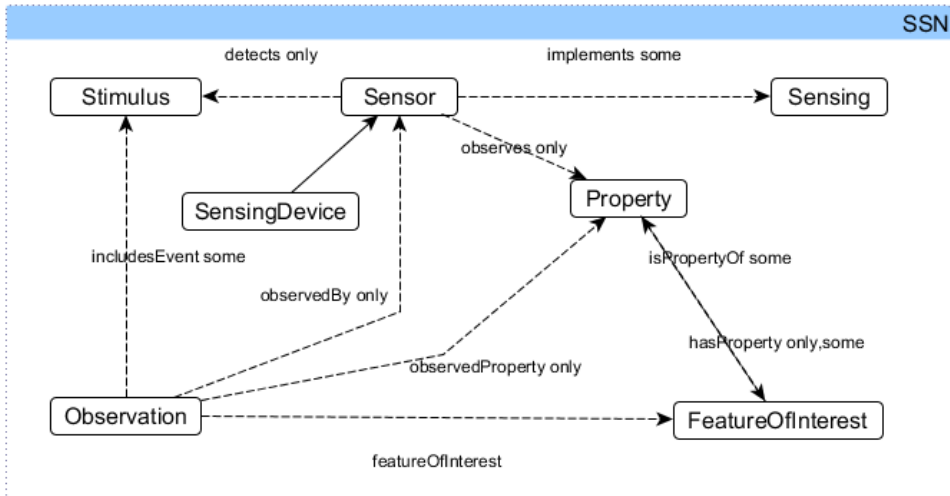 SSN
detects only
implements some
Stimulus
Sensor
Sensing
observes only
Property
SensingDevice
includesEvent some
isPropertyOf some
observedBy only
hasProperty only,some
observedProperty only
Observation
FeatureOfInterest
featureOfInterest